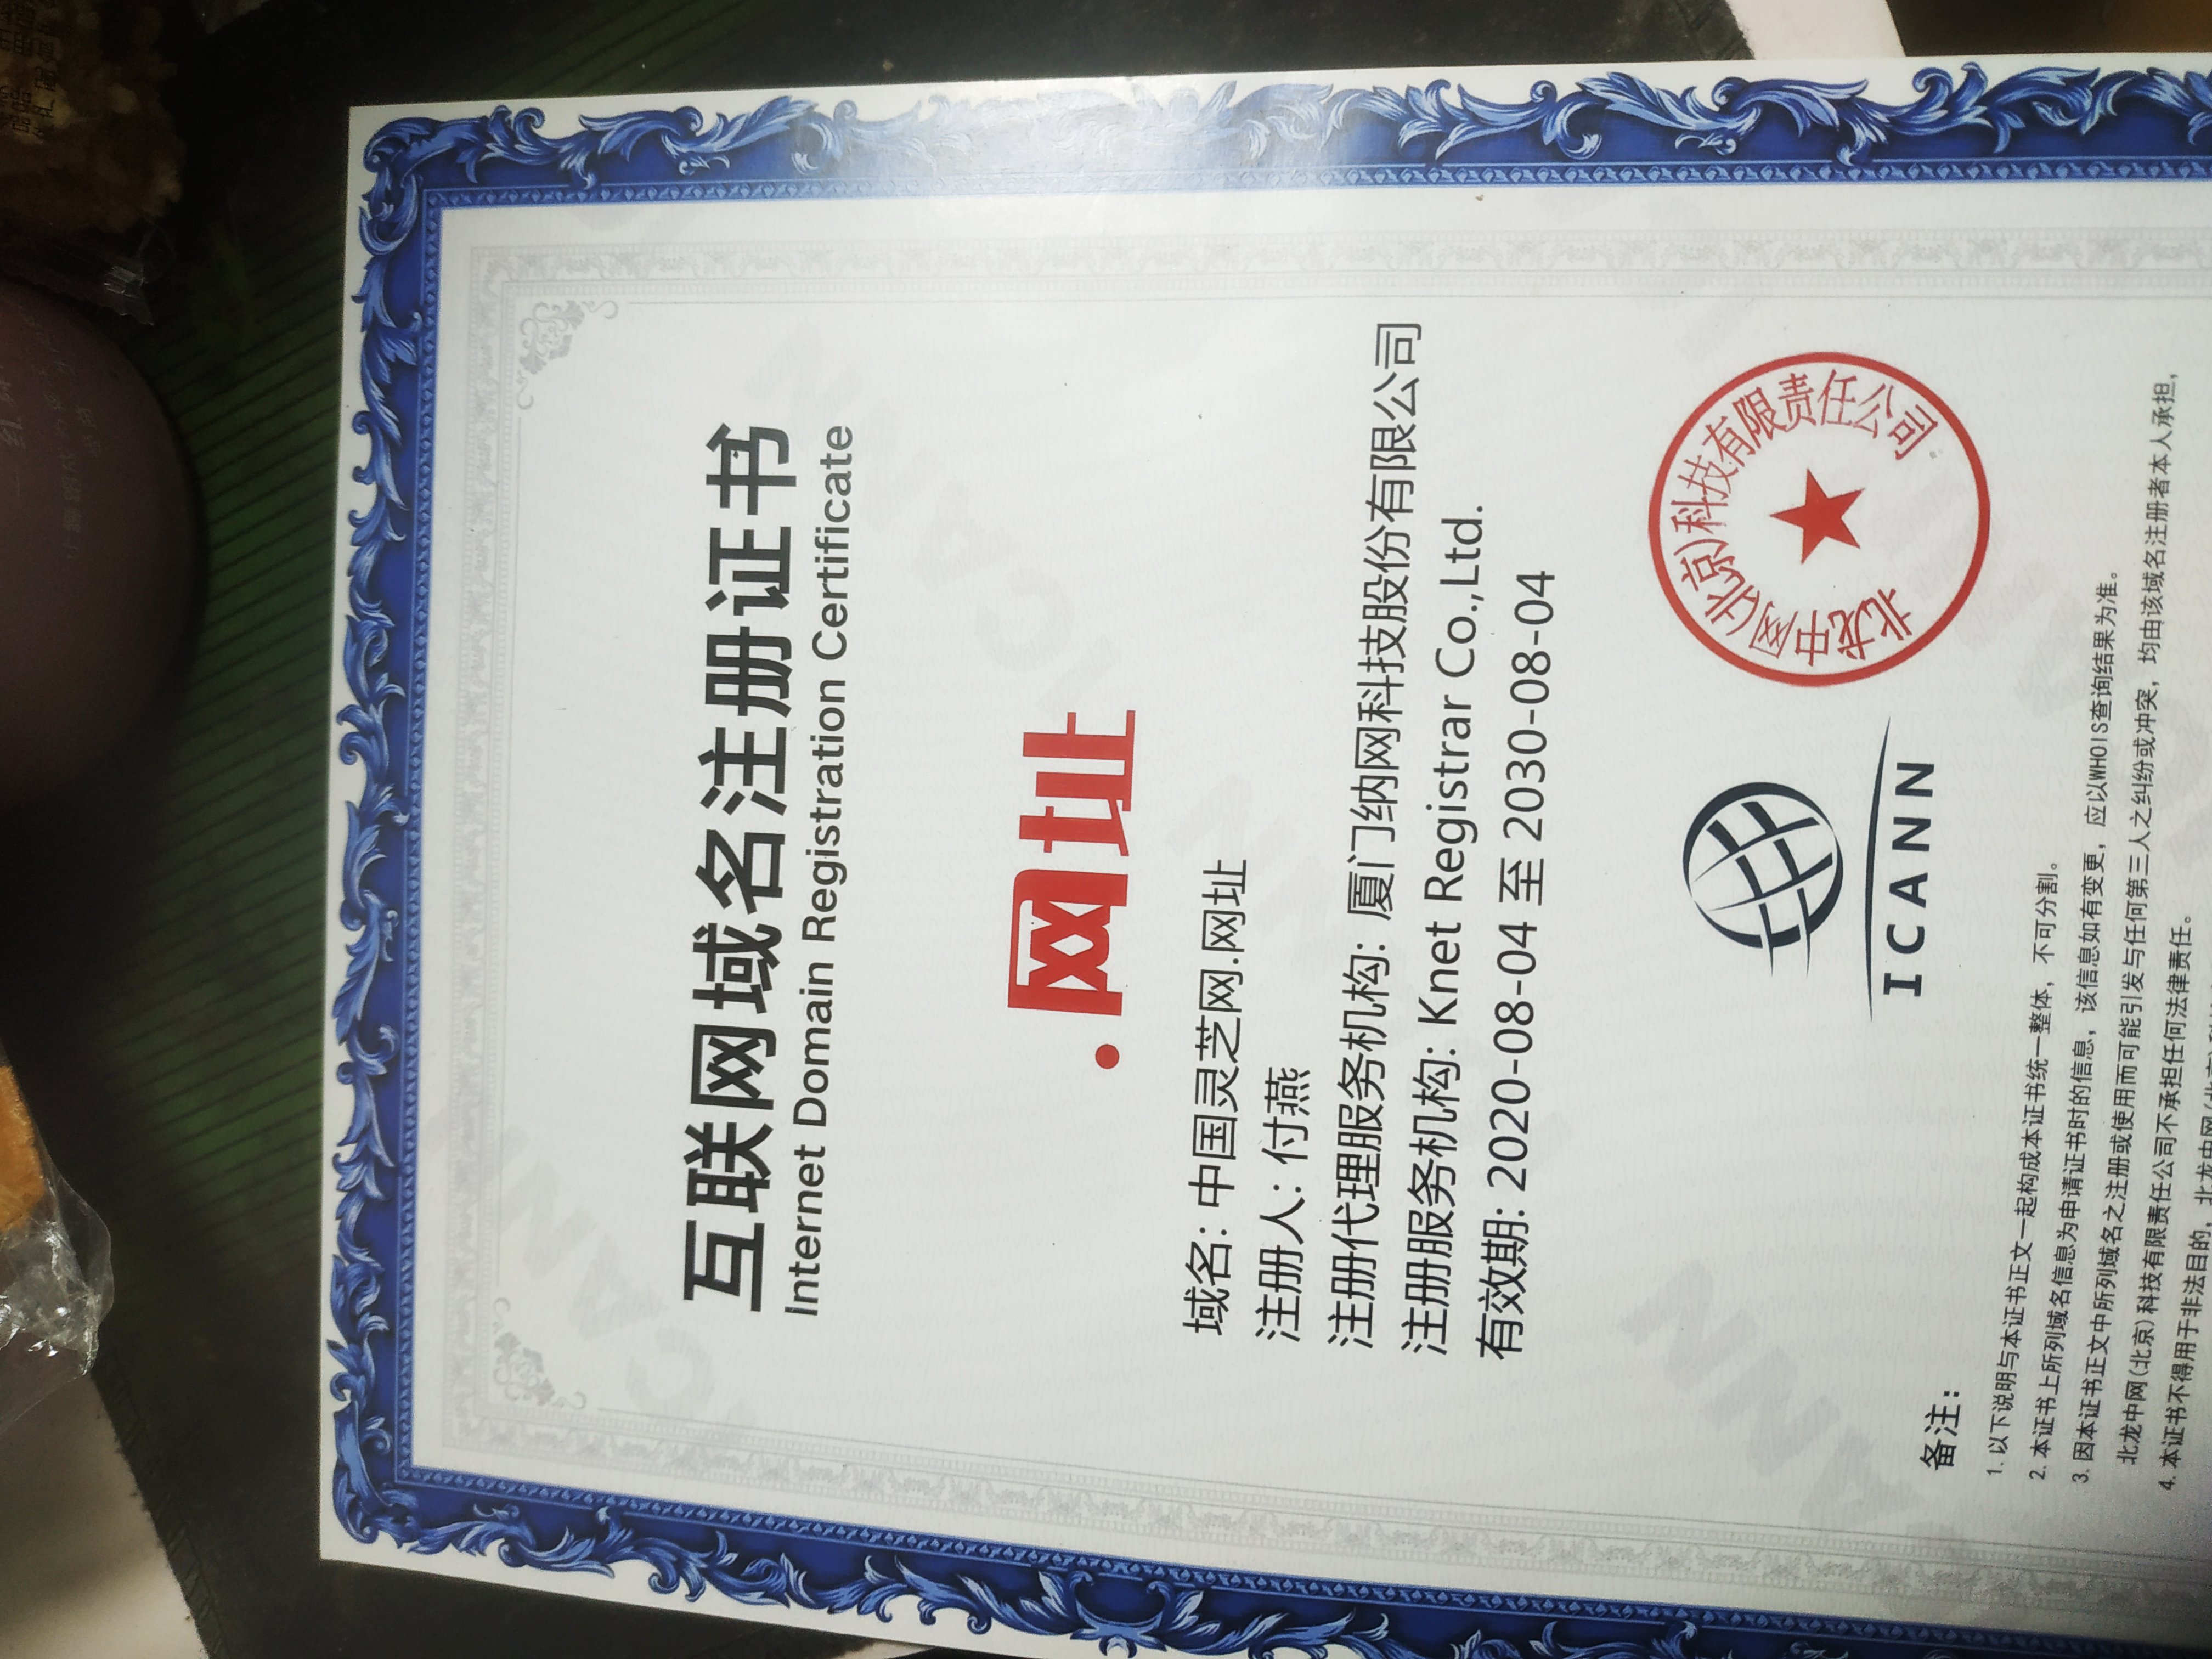 互联网域名注册证书
Internet Domain Registration Certificate
.网址
域名: 中国灵芝网.网址
注册人: 付燕
注册代理服务机构: 厦门纳网科技股份有限公司
注册服务机构: Knet Registrar Co.,Ltd.
有效期: 2020-08-04 至 2030-08-04
ICANN
北龙中网(北京)科技有限责任公司
备注:
1. 以下说明与本证书正文一起构成本证书统一整体，不可分割。
2. 本证书上所列域名信息为申请证书时的信息，该信息如有变更，应以WHOIS查询结果为准。
3. 因本证书正文中所列域名之注册或使用而可能引发与任何第三人之纠纷或冲突，均由该域名注册者本人承担，
北龙中网(北京)科技有限责任公司不承担任何法律责任。
4. 本证书不得用于非法目的，北龙中网(北京)